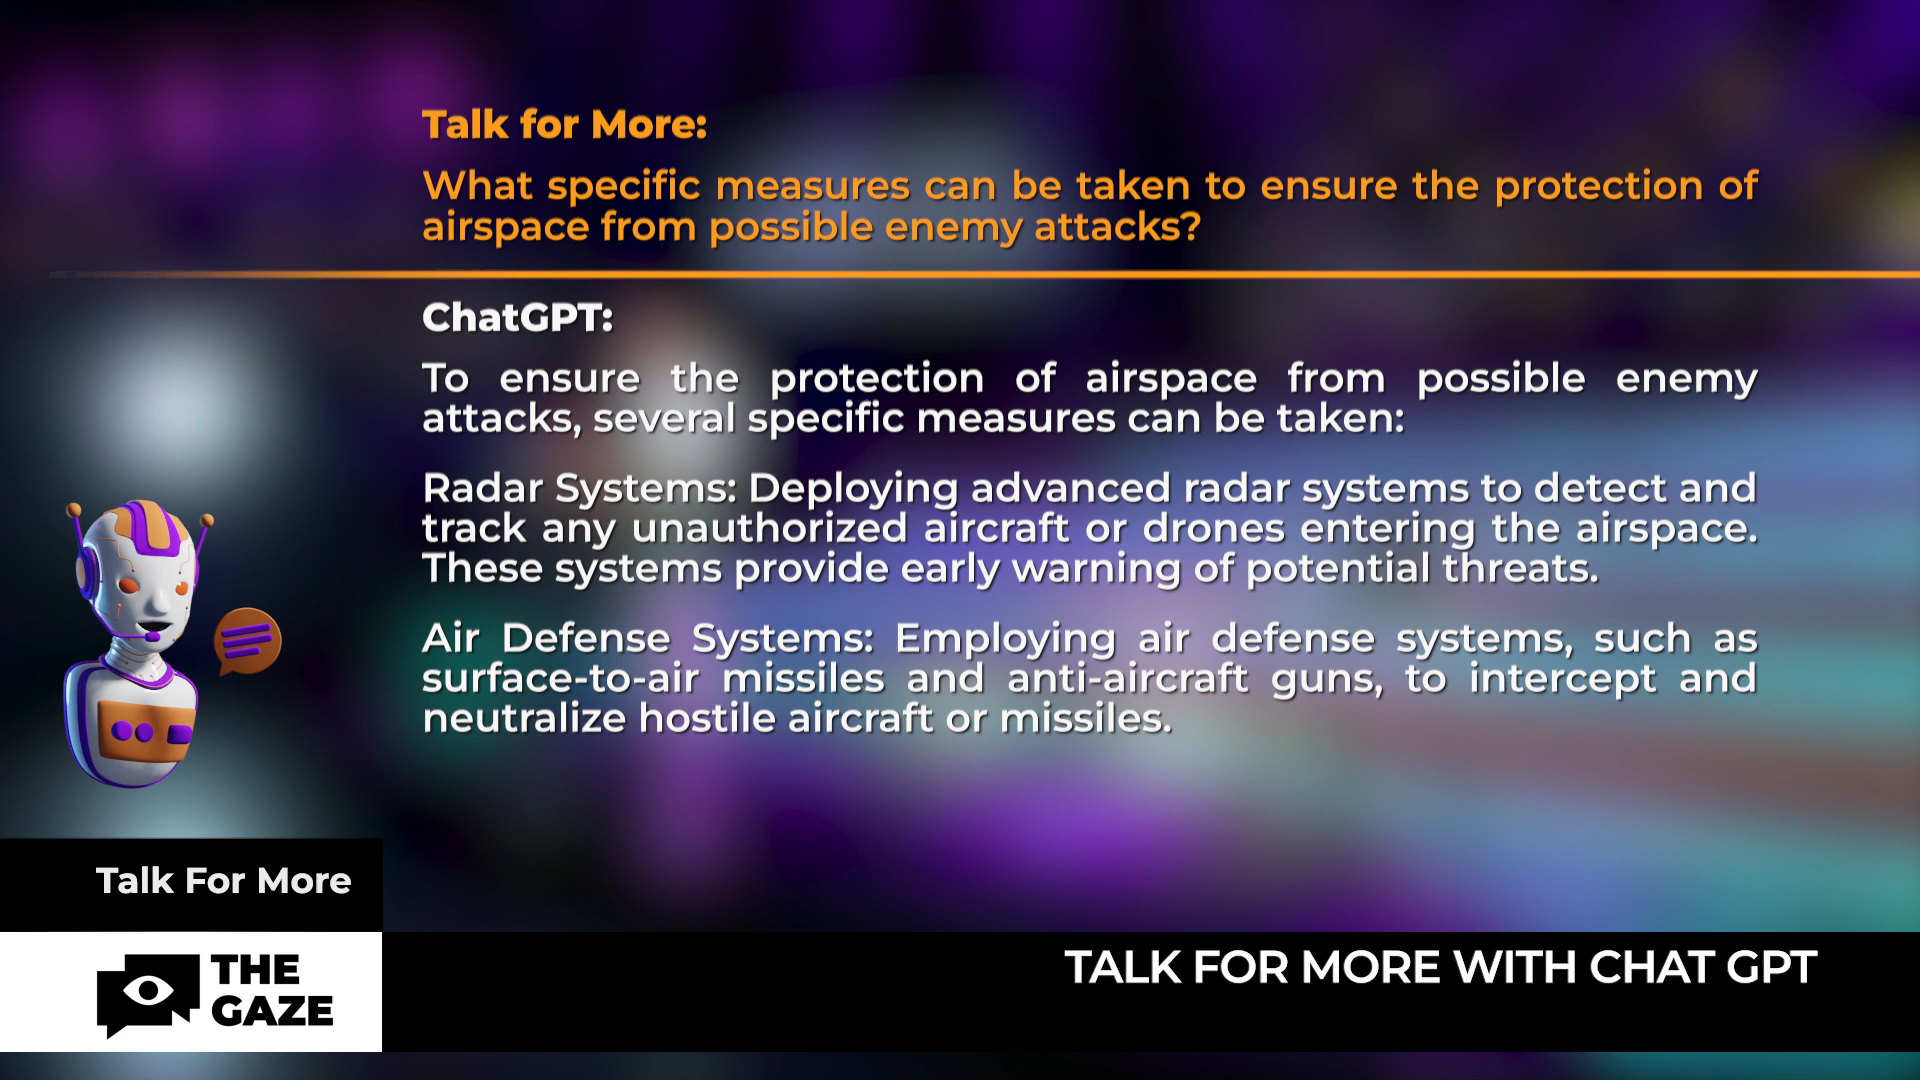 Talk for More:
What specific measures can be taken to ensure the protection of
airspace from possible enemy attacks?
ChatGPT:
To ensure the protection of airspace from possible enemy
attacks, several specific measures can be taken:
Radar Systems: Deploying advanced radar systems to detect and
track any unauthorized aircraft or drones entering the airspace.
These systems provide early warning of potential threats.
Air Defense Systems: Employing air defense systems, such as
surface-to-air missiles and anti-aircraft guns, to intercept and
neutralize hostile aircraft or missiles.
Talk For More
THE
GAZE
TALK FOR MORE WITH CHAT GPT